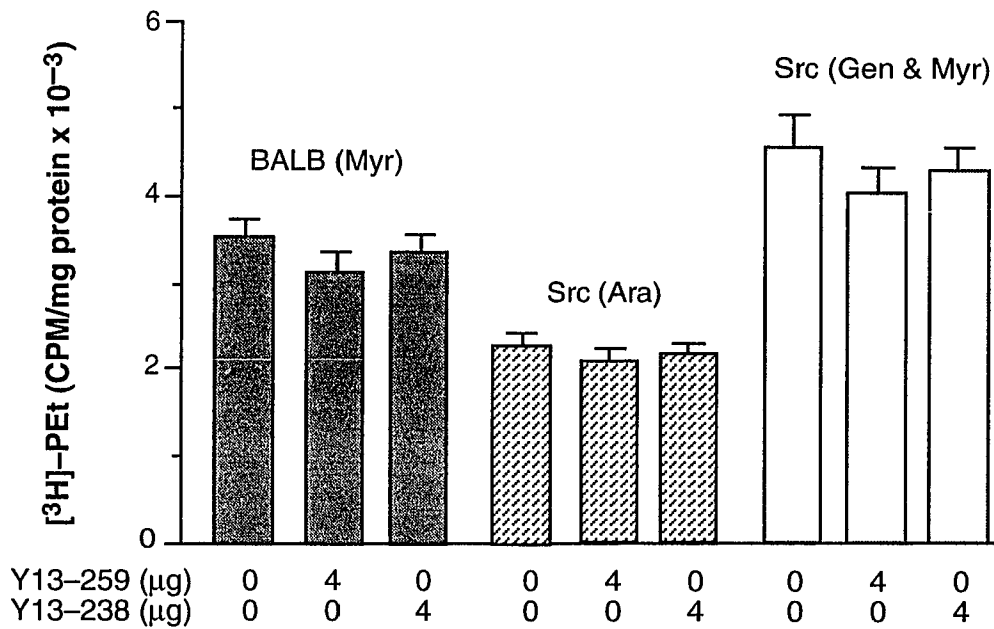 [³H]–PEt (CPM/mg protein x 10⁻³)
6
4
2
0
BALB (Myr)
Src (Ara)
Src (Gen & Myr)
Y13–259 (μg) 0 4 0 0 4 0 0 4 0
Y13–238 (μg) 0 0 4 0 0 4 0 0 4